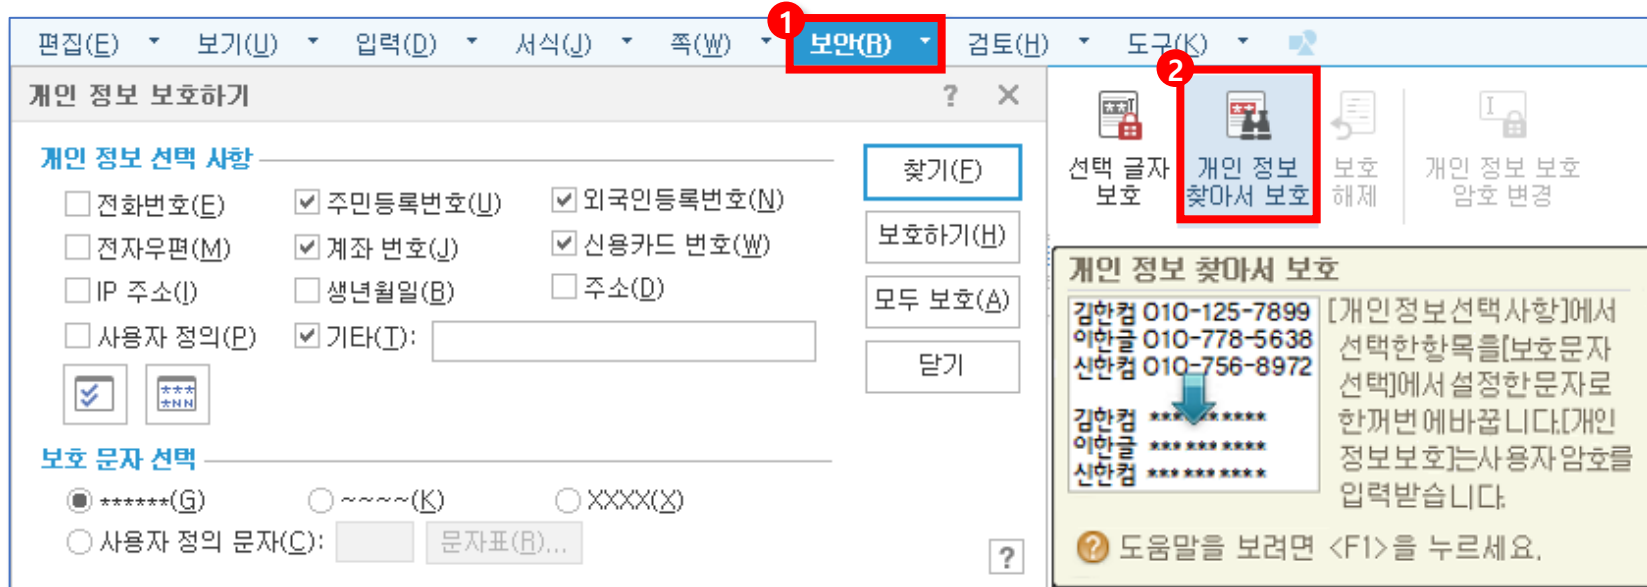 편집(E) 보기(U) 입력(D) 서식(J) 쪽(W) 1 보안(R) 검토(H) 도구(K)
개인 정보 보호하기 ? ×
개인 정보 선택 사항
전화번호(E) 주민등록번호(U) 외국인등록번호(N)
전자우편(M) 계좌 번호(J) 신용카드 번호(W)
IP 주소(I) 생년월일(B) 주소(D)
사용자 정의(P) 기타(T):
찾기(F)
보호하기(H)
모두 보호(A)
닫기
***
*NN
보호 문자 선택
******(G) ~~~~(K) XXXX(X)
사용자 정의 문자(C): 문자표(R)...
?
2
선택 글자
보호
개인 정보
찾아서 보호
보호
해제
개인 정보 보호
암호 변경
개인 정보 찾아서 보호
김한컴 010-125-7899
이한글 010-778-5638
신한컴 010-756-8972
김한컴 *** *** ****
이한글 *** *** ****
신한컴 *** *** ****
[개인정보선택사항]에서
선택한항목을[보호문자
선택]에서설정한문자로
한꺼번에바꿉니다.[개인
정보보호]는사용자암호를
입력받습니다.
? 도움말을 보려면 <F1>을 누르세요.